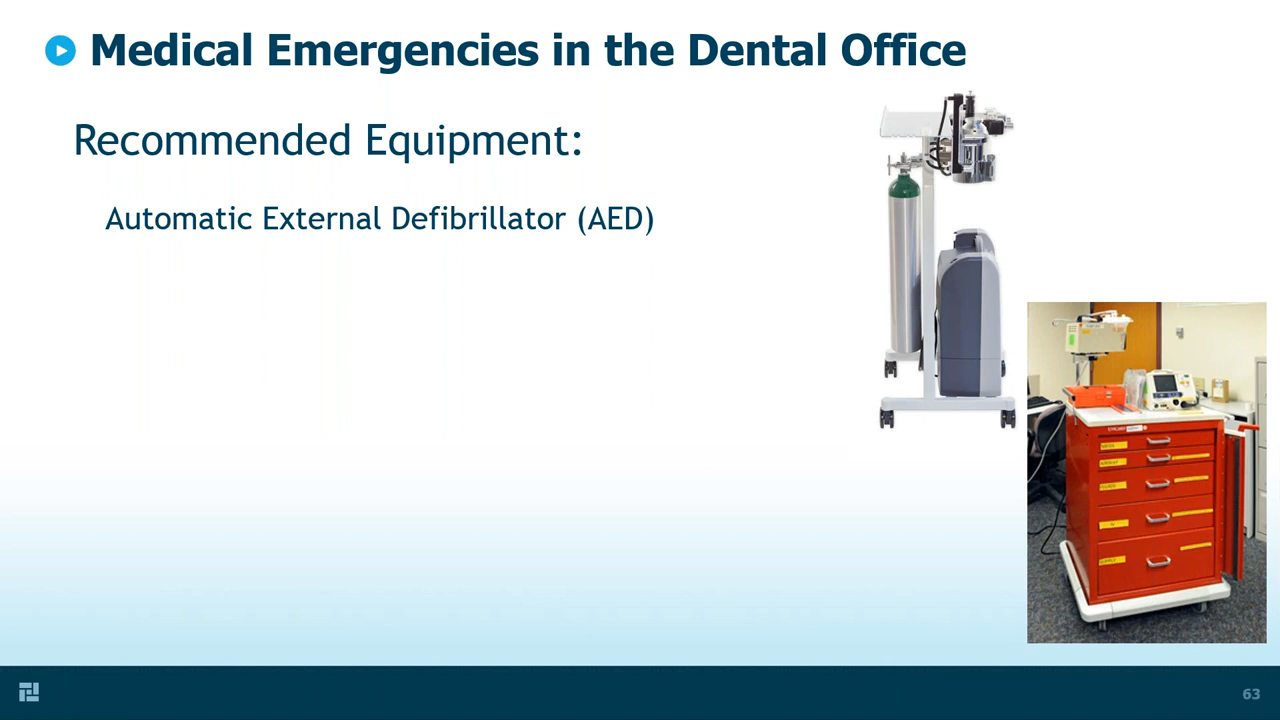 Medical Emergencies in the Dental Office
Recommended Equipment:
Automatic External Defibrillator (AED)
63